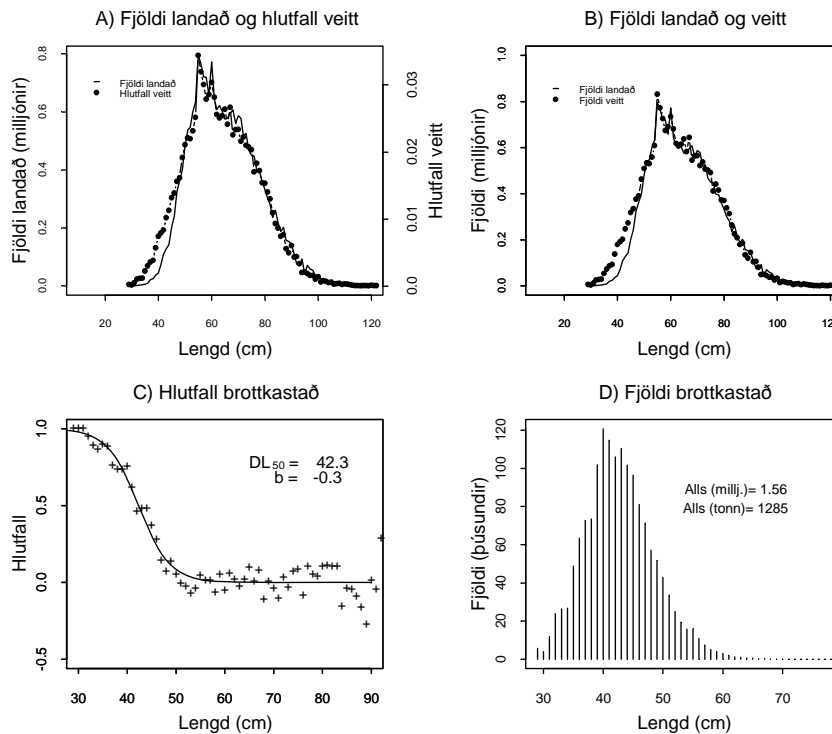 A) Fjöldi landað og hlutfall veitt
Fjöldi landað (milljónir)
0.0 0.2 0.4 0.6 0.8
Fjöldi landað
Hlutfall veitt
0.00 0.01 0.02 0.03
Hlutfall veitt
20 40 60 80 100 120
Lengd (cm)
B) Fjöldi landað og veitt
Fjöldi (milljónir)
0.0 0.2 0.4 0.6 0.8 1.0
Fjöldi landað
Fjöldi veitt
20 40 60 80 100 120
Lengd (cm)
C) Hlutfall brottkastað
Hlutfall
-0.5 0.0 0.5 1.0
DL50 = 42.3
b = -0.3
30 40 50 60 70 80 90
Lengd (cm)
D) Fjöldi brottkastað
Fjöldi (þúsundir)
0 20 40 60 80 100 120
Alls (millj.)= 1.56
Alls (tonn)= 1285
30 40 50 60 70
Lengd (cm)